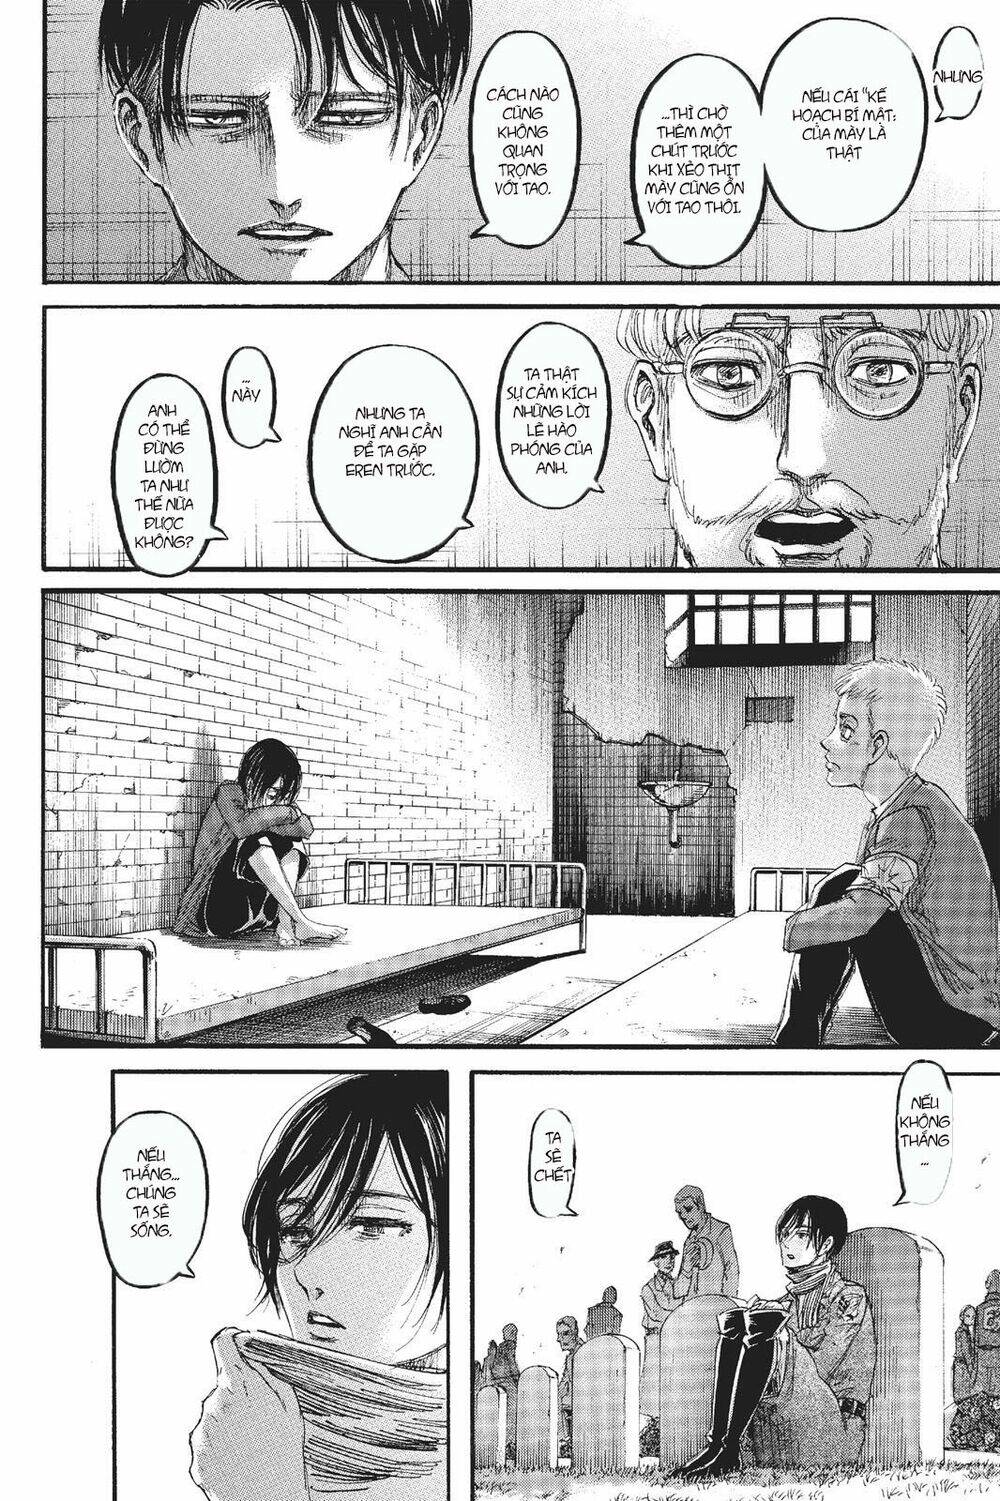 NHƯNG
NẾU CÁI "KẾ
HOẠCH BÍ MẬT:
CỦA MÀY LÀ
THẬT
...THÌ CHỜ
THÊM MỘT
CHÚT TRƯỚC
KHI XẺO THỊT
MÀY CŨNG ỔN
VỚI TAO THÔI.
CÁCH NÀO
CŨNG
KHÔNG
QUAN
TRỌNG
VỚI TAO.
TA THẬT
SỰ CẢM KÍCH
NHỮNG LỜI
LẼ HÀO
PHÓNG CỦA
ANH.
NHƯNG TA
NGHĨ ANH CẦN
ĐỂ TA GẶP
EREN TRƯỚC.
...
NÀY
ANH
CÓ THỂ
ĐỪNG
LƯỜM
TA NHƯ
THẾ NỮA
ĐƯỢC
KHÔNG?
NẾU
KHÔNG
THẮNG
...
TA
SẼ
CHẾT
NẾU
THẮNG...
CHÚNG
TA SẼ
SỐNG.